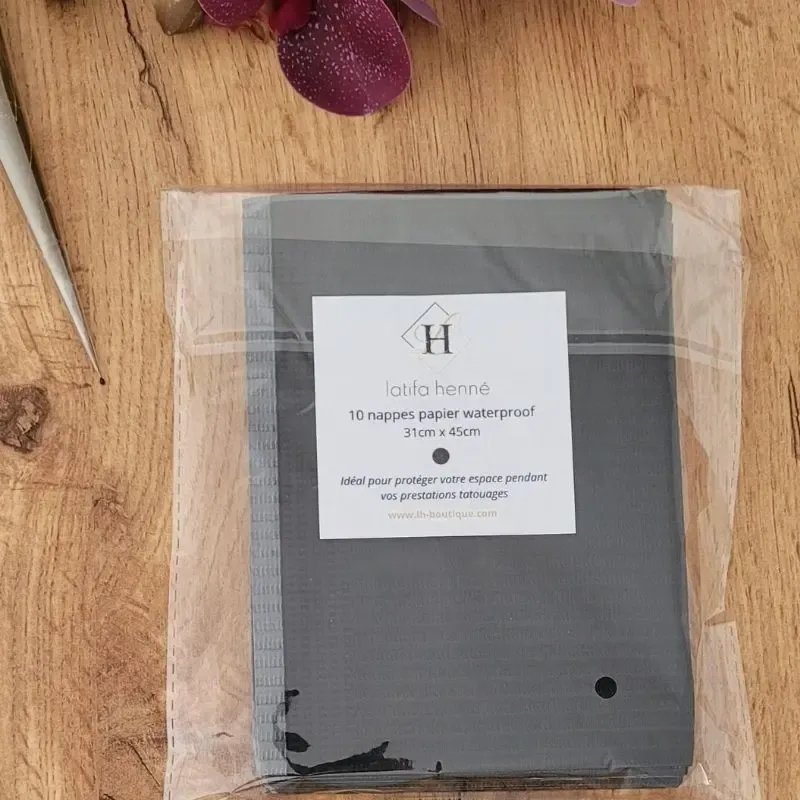 H
latifa henné
10 nappes papier waterproof
31cm x 45cm
Idéal pour protéger votre espace pendant
vos prestations tatouages
www.lh-boutique.com